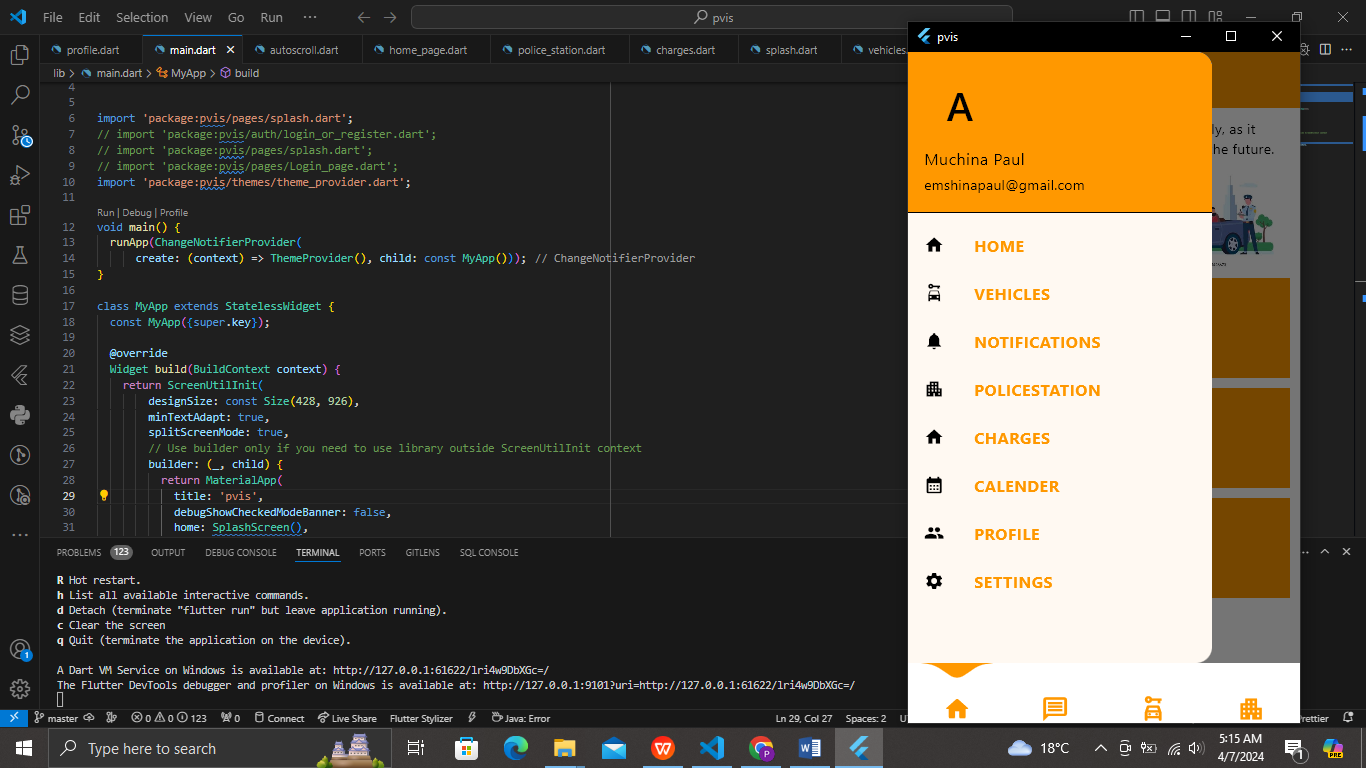 File Edit Selection View Go Run ··· pvis
profile.dart main.dart autoscroll.dart home_page.dart police_station.dart charges.dart splash.dart vehicles
lib > main.dart > MyApp > build
4
5
6 import 'package:pvis/pages/splash.dart';
7 // import 'package:pvis/auth/login_or_register.dart';
8 // import 'package:pvis/pages/splash.dart';
9 // import 'package:pvis/pages/Login_page.dart';
10 import 'package:pvis/themes/theme_provider.dart';
11
Run | Debug | Profile
12 void main() {
13 runApp(ChangeNotifierProvider(
14 create: (context) => ThemeProvider(), child: const MyApp())); // ChangeNotifierProvider
15 }
16
17 class MyApp extends StatelessWidget {
18 const MyApp({super.key});
19
20 @override
21 Widget build(BuildContext context) {
22 return ScreenUtilInit(
23 designSize: const Size(428, 926),
24 minTextAdapt: true,
25 splitScreenMode: true,
26 // Use builder only if you need to use library outside ScreenUtilInit context
27 builder: (_, child) {
28 return MaterialApp(
29 title: 'pvis',
30 debugShowCheckedModeBanner: false,
31 home: SplashScreen(),
PROBLEMS 123 OUTPUT DEBUG CONSOLE TERMINAL PORTS GITLENS SQL CONSOLE
R Hot restart.
h List all available interactive commands.
d Detach (terminate "flutter run" but leave application running).
c Clear the screen
q Quit (terminate the application on the device).
A Dart VM Service on Windows is available at: http://127.0.0.1:61622/lri4w9DbXGc=/
The Flutter DevTools debugger and profiler on Windows is available at: http://127.0.0.1:9101?uri=http://127.0.0.1:61622/lri4w9DbXGc=/
pvis
A
Muchina Paul
emshinapaul@gmail.com
ly, as it
he future.
HOME
VEHICLES
NOTIFICATIONS
POLICESTATION
CHARGES
CALENDER
PROFILE
SETTINGS
master 0 0 123 0 Connect Live Share Flutter Stylizer Java: Error Ln 29, Col 27 Spaces: 2 Prettier
Type here to search 18°C 5:15 AM
4/7/2024
1
PRE